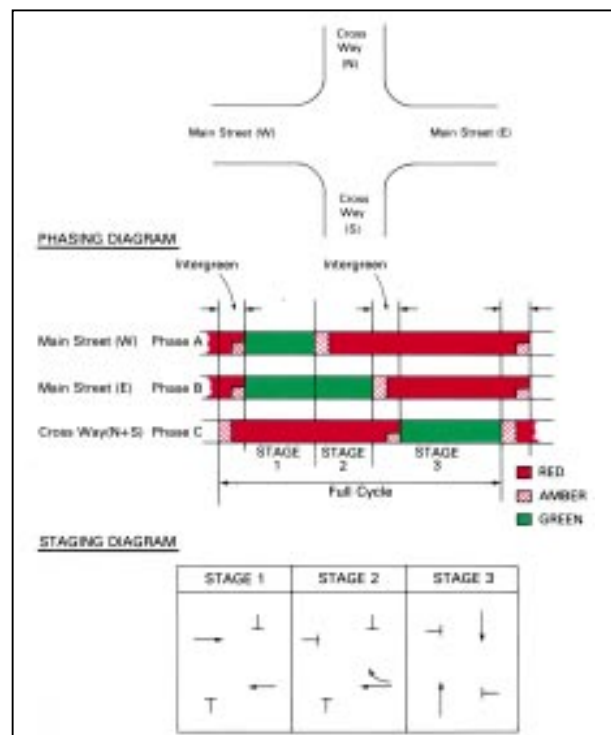 Cross
Way
(N)
Main Street (W)
Main Street (E)
Cross
Way
(S)
PHASING DIAGRAM
Intergreen
Intergreen
Main Street (W) Phase A
Main Street (E) Phase B
Cross Way(N+S) Phase C
STAGE
1
STAGE
2
STAGE
3
Full Cycle
RED
AMBER
GREEN
STAGING DIAGRAM
STAGE 1
STAGE 2
STAGE 3